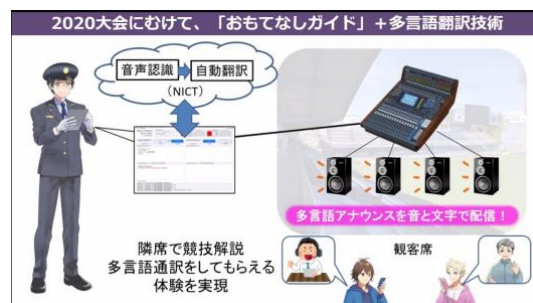 2020大会にむけて、「おもてなしガイド」＋多言語翻訳技術
音声認識
自動翻訳
（NICT）
多言語アナウンスを音と文字で配信！
隣席で競技解説
多言語通訳をしてもらえる
体験を実現
観客席